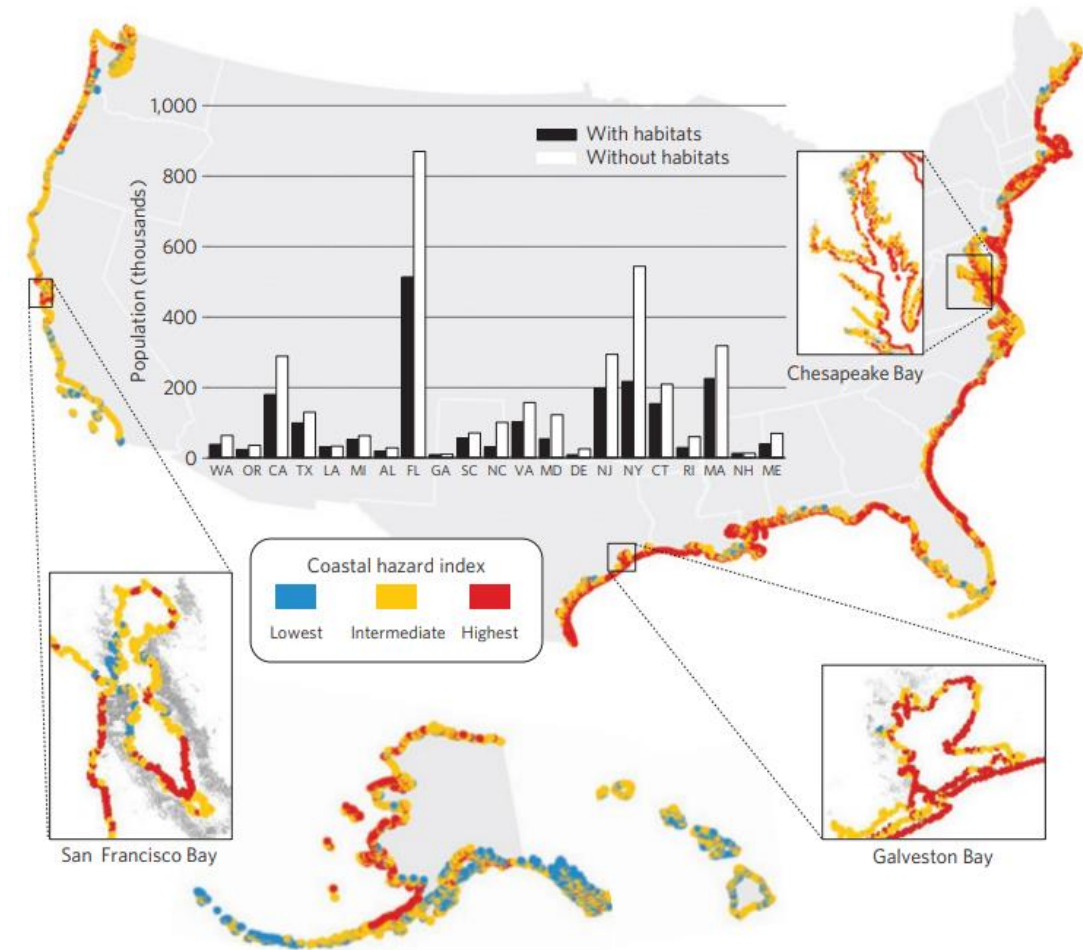 1,000
800
600
400
200
0
Population (thousands)
With habitats
Without habitats
WA OR CA TX LA MI AL FL GA SC NC VA MD DE NJ NY CT RI MA NH ME
Chesapeake Bay
Coastal hazard index
Lowest Intermediate Highest
San Francisco Bay
Galveston Bay